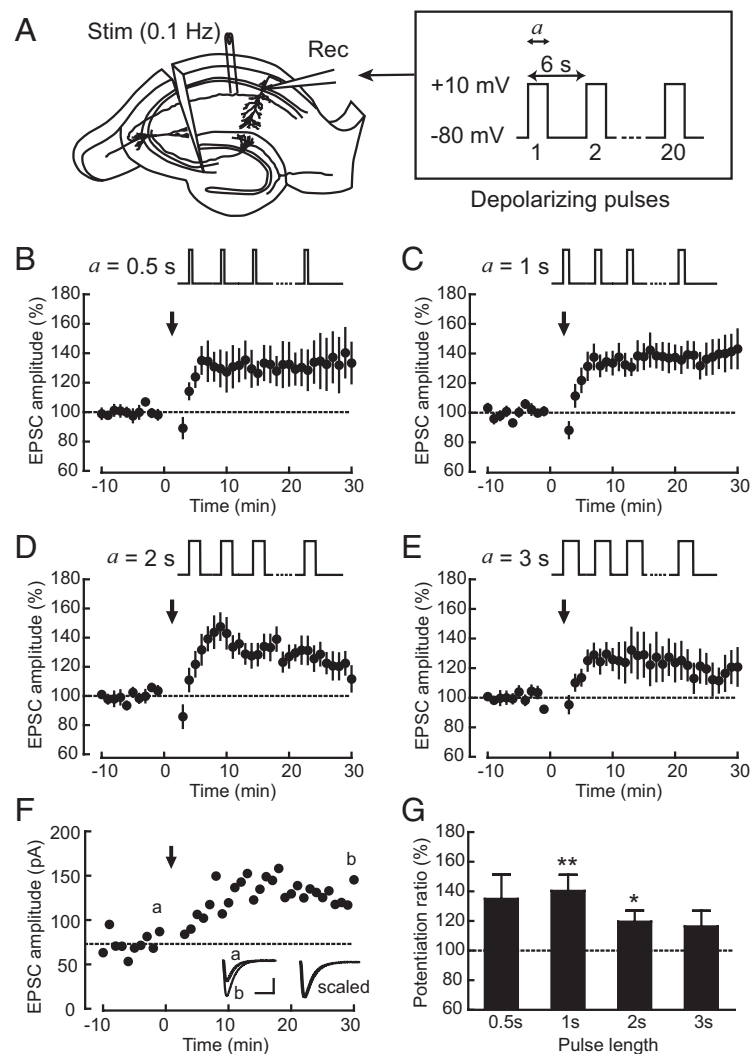 A
Stim (0.1 Hz)
Rec
a
6 s
+10 mV
-80 mV
1 2 20
Depolarizing pulses
B
a = 0.5 s
EPSC amplitude (%)
180
160
140
120
100
80
60
-10 0 10 20 30
Time (min)
C
a = 1 s
EPSC amplitude (%)
180
160
140
120
100
80
60
-10 0 10 20 30
Time (min)
D
a = 2 s
EPSC amplitude (%)
180
160
140
120
100
80
60
-10 0 10 20 30
Time (min)
E
a = 3 s
EPSC amplitude (%)
180
160
140
120
100
80
60
-10 0 10 20 30
Time (min)
F
EPSC amplitude (pA)
200
150
100
50
0
a
b
a
b
scaled
-10 0 10 20 30
Time (min)
G
Potentiation ratio (%)
180
160
140
120
100
80
60
**
*
0.5s 1s 2s 3s
Pulse length